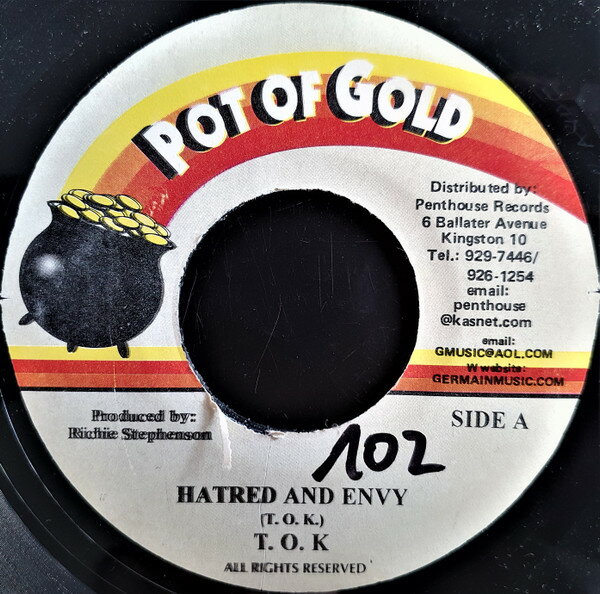 POT OF GOLD
Distributed by:
Penthouse Records
6 Ballater Avenue
Kingston 10
Tel.: 929-7446/
926-1254
email:
penthouse
@kasnet.com
email:
GMUSIC@AOL.COM
W website:
GERMAINMUSIC.COM
Produced by:
Richie Stephenson
SIDE A
102
HATRED AND ENVY
(T. O. K.)
T. O. K
ALL RIGHTS RESERVED